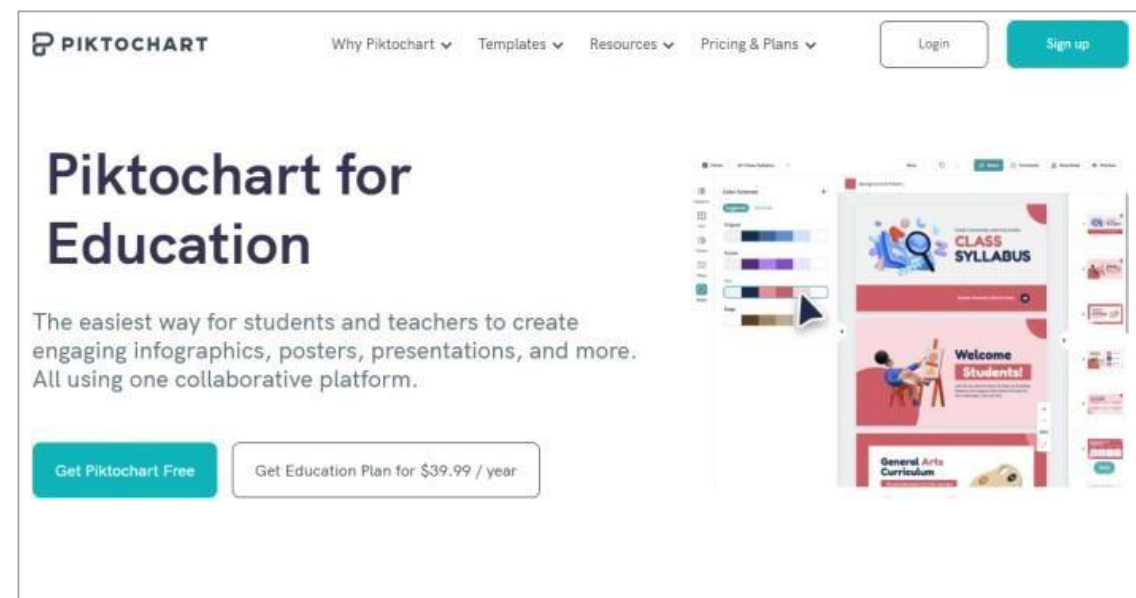 PIKTOCHART
Why Piktochart
Templates
Resources
Pricing & Plans
Login
Sign up
Piktochart for
Education
The easiest way for students and teachers to create
engaging infographics, posters, presentations, and more.
All using one collaborative platform.
Get Piktochart Free
Get Education Plan for $39.99 / year
CLASS
SYLLABUS
Welcome
Students!
General Arts
Curriculum